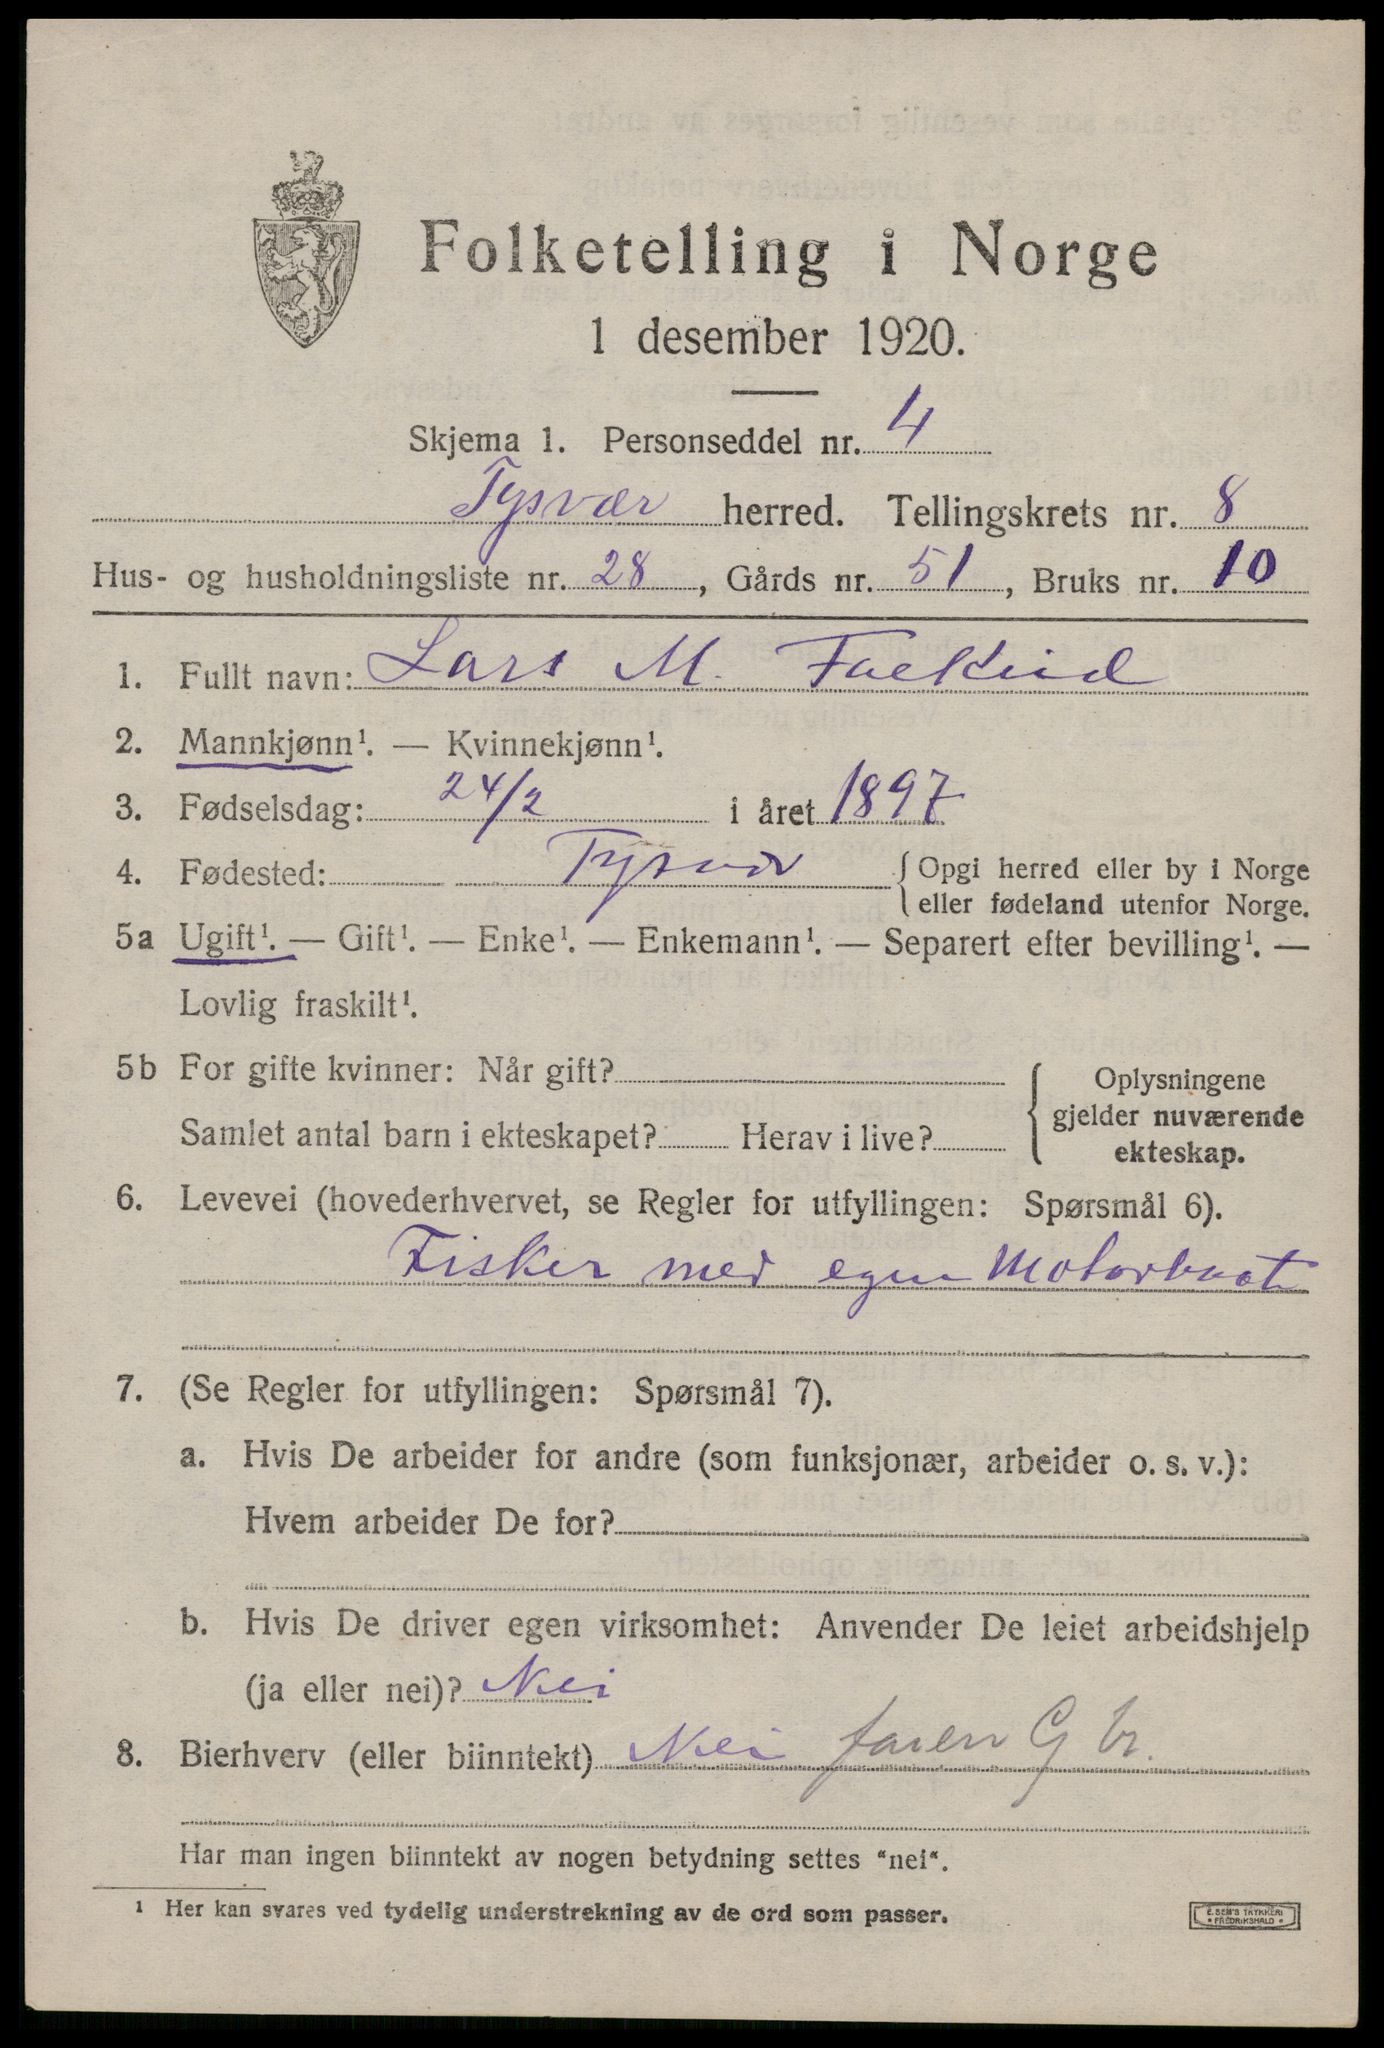 Folketelling i Norge
1 desember 1920.
Skjema 1. Personseddel nr. 4
Tysvær herred. Tellingskrets nr. 8
Hus- og husholdningsliste nr. 28, Gårds nr. 51, Bruks nr. 10
1. Fullt navn: Lars M.
2. Mannkjønn¹. — Kvinnekjønn¹.
3. Fødselsdag: 24/2 i året 1897
4. Fødested: Tysvær { Opgi herred eller by i Norge
eller fødeland utenfor Norge.
5a Ugift¹. — Gift¹. — Enke¹. — Enkemann¹. — Separert efter bevilling¹. —
Lovlig fraskilt¹.
5b For gifte kvinner: Når gift? { Oplysningene
gjelder nuværende
ekteskap.
Samlet antal barn i ekteskapet? Herav i live?
6. Levevei (hovederhvervet, se Regler for utfyllingen: Spørsmål 6).
Fisker med egen Motorbaat
7. (Se Regler for utfyllingen: Spørsmål 7).
a. Hvis De arbeider for andre (som funksjonær, arbeider o. s. v.):
Hvem arbeider De for?
b. Hvis De driver egen virksomhet: Anvender De leiet arbeidshjelp
(ja eller nei)? Nei
8. Bierhverv (eller biinntekt) Nei faren G br.
Har man ingen biinntekt av nogen betydning settes "nei".
¹ Her kan svares ved tydelig understrekning av de ord som passer.
E. SEM'S TRYKKERI
FREDRIKSHALD